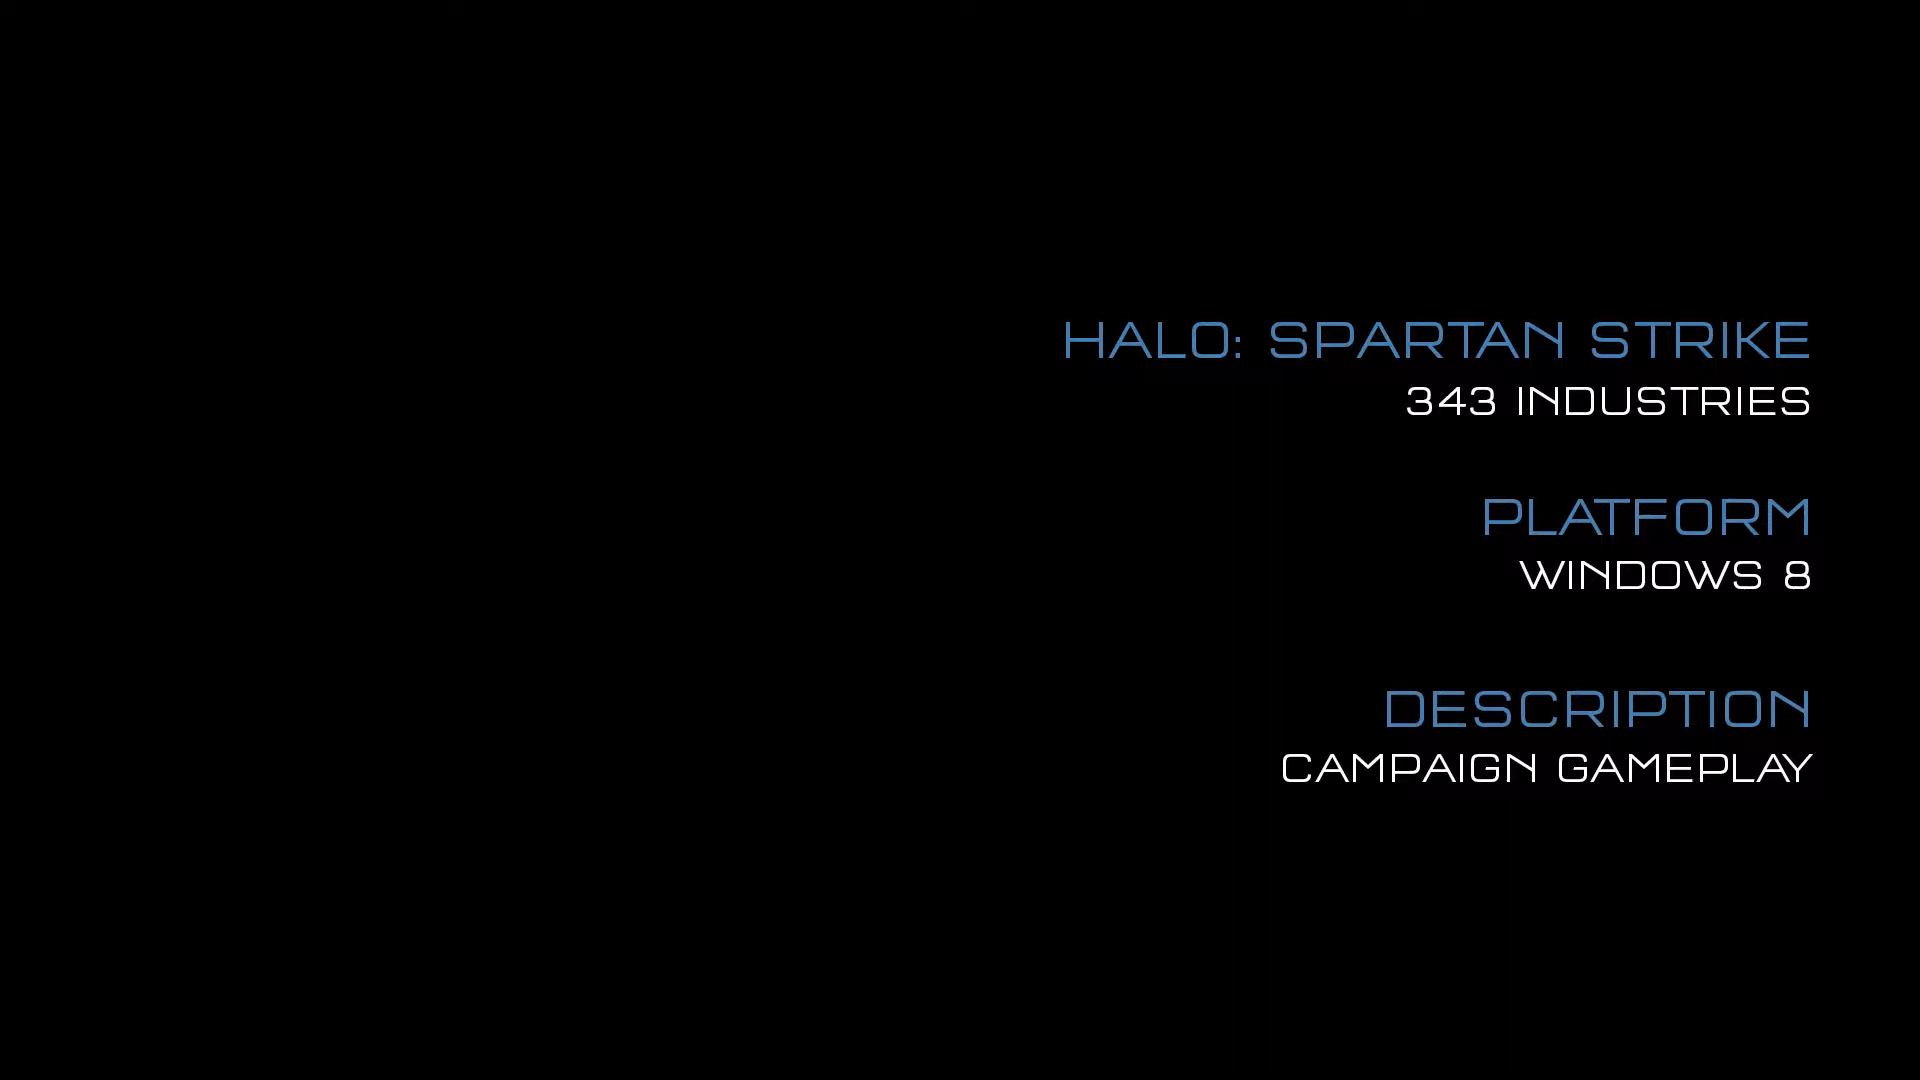 HALO: SPARTAN STRIKE
343 INDUSTRIES
PLATFORM
WINDOWS 8
DESCRIPTION
CAMPAIGN GAMEPLAY